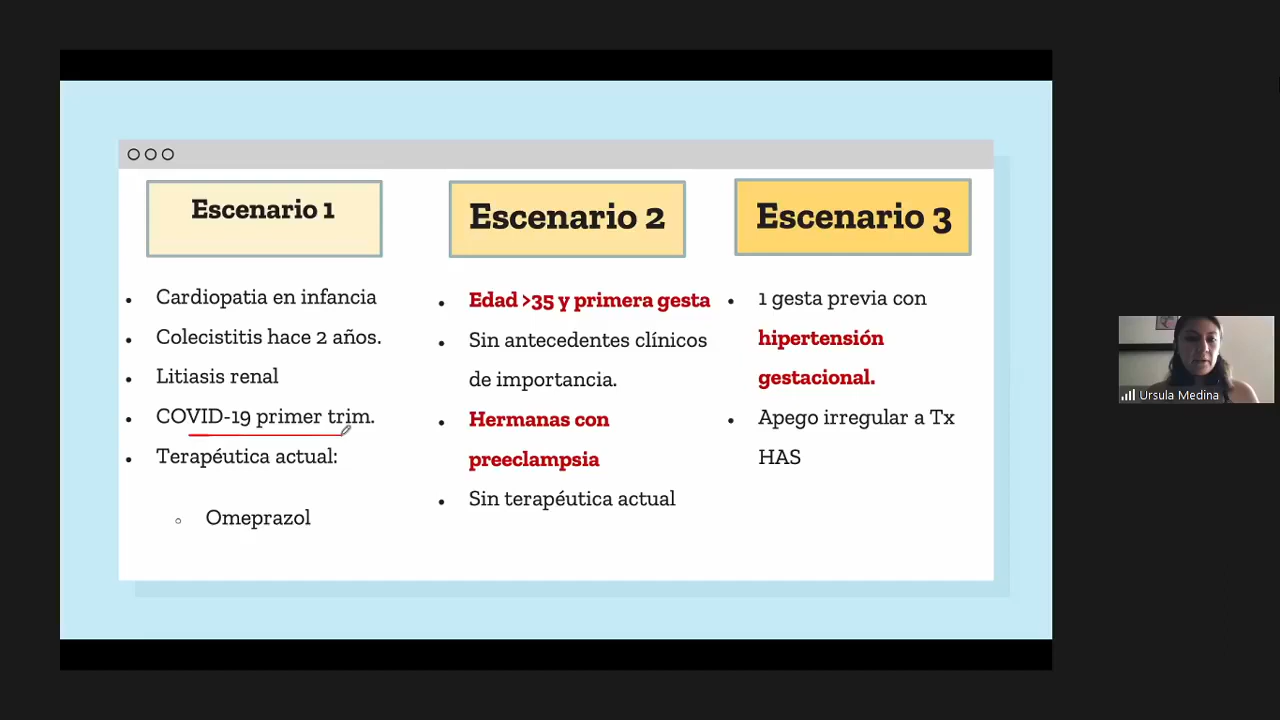 Escenario 1
Cardiopatia en infancia
Colecistitis hace 2 años.
Litiasis renal
COVID-19 primer trim.
Terapéutica actual:
Omeprazol
Escenario 2
Edad >35 y primera gesta
Sin antecedentes clínicos
de importancia.
Hermanas con
preeclampsia
Sin terapéutica actual
Escenario 3
1 gesta previa con
hipertensión
gestacional.
Apego irregular a Tx
HAS
Ursula Medina